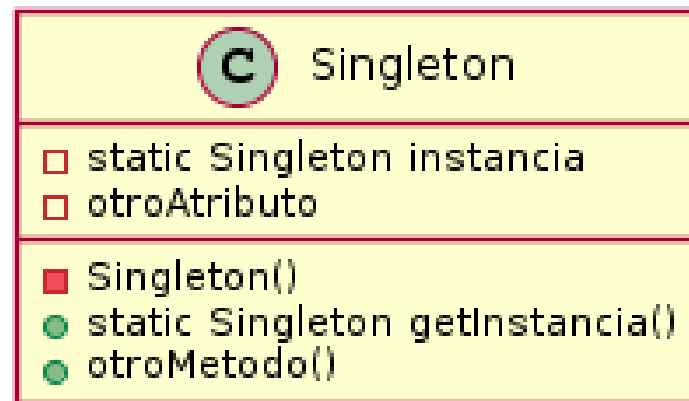 C Singleton
static Singleton instancia
otroAtributo
Singleton()
static Singleton getInstancia()
otroMetodo()